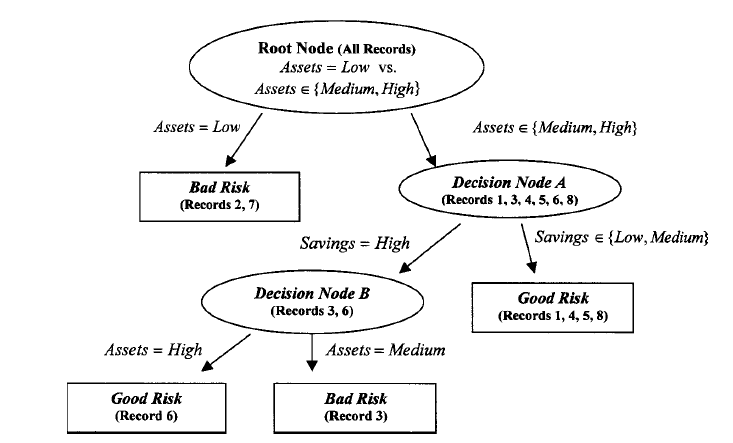 Root Node (All Records)
Assets = Low vs.
Assets ∈ {Medium, High}
Assets = Low
Assets ∈ {Medium, High}
Bad Risk
(Records 2, 7)
Decision Node A
(Records 1, 3, 4, 5, 6, 8)
Savings = High
Savings ∈ {Low, Medium}
Decision Node B
(Records 3, 6)
Good Risk
(Records 1, 4, 5, 8)
Assets = High
Assets = Medium
Good Risk
(Record 6)
Bad Risk
(Record 3)